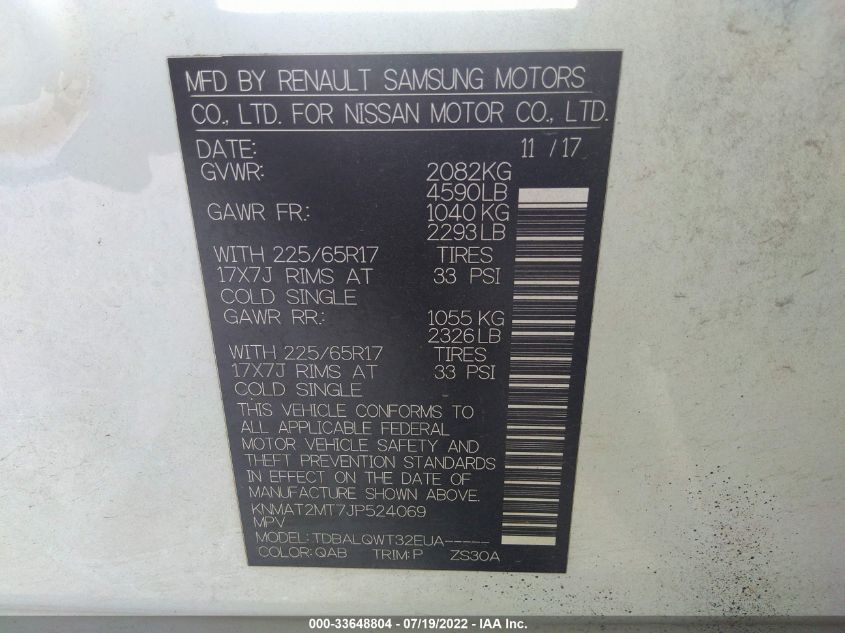 MFD BY RENAULT SAMSUNG MOTORS
CO., LTD. FOR NISSAN MOTOR CO., LTD.
DATE: 11 / 17
GVWR: 2082KG
4590LB
GAWR FR.: 1040 KG
2293 LB
WITH 225/65R17 TIRES
17X7J RIMS AT 33 PSI
COLD SINGLE
GAWR RR.: 1055 KG
2326 LB
WITH 225/65R17 TIRES
17X7J RIMS AT 33 PSI
COLD SINGLE
THIS VEHICLE CONFORMS TO
ALL APPLICABLE FEDERAL
MOTOR VEHICLE SAFETY AND
THEFT PREVENTION STANDARDS
IN EFFECT ON THE DATE OF
MANUFACTURE SHOWN ABOVE.
KNMAT2MT7JP524069
MPV
MODEL: TDBALQWT32EUA-----
COLOR: QAB TRIM: P ZS30A
000-33648804 - 07/19/2022 - IAA Inc.